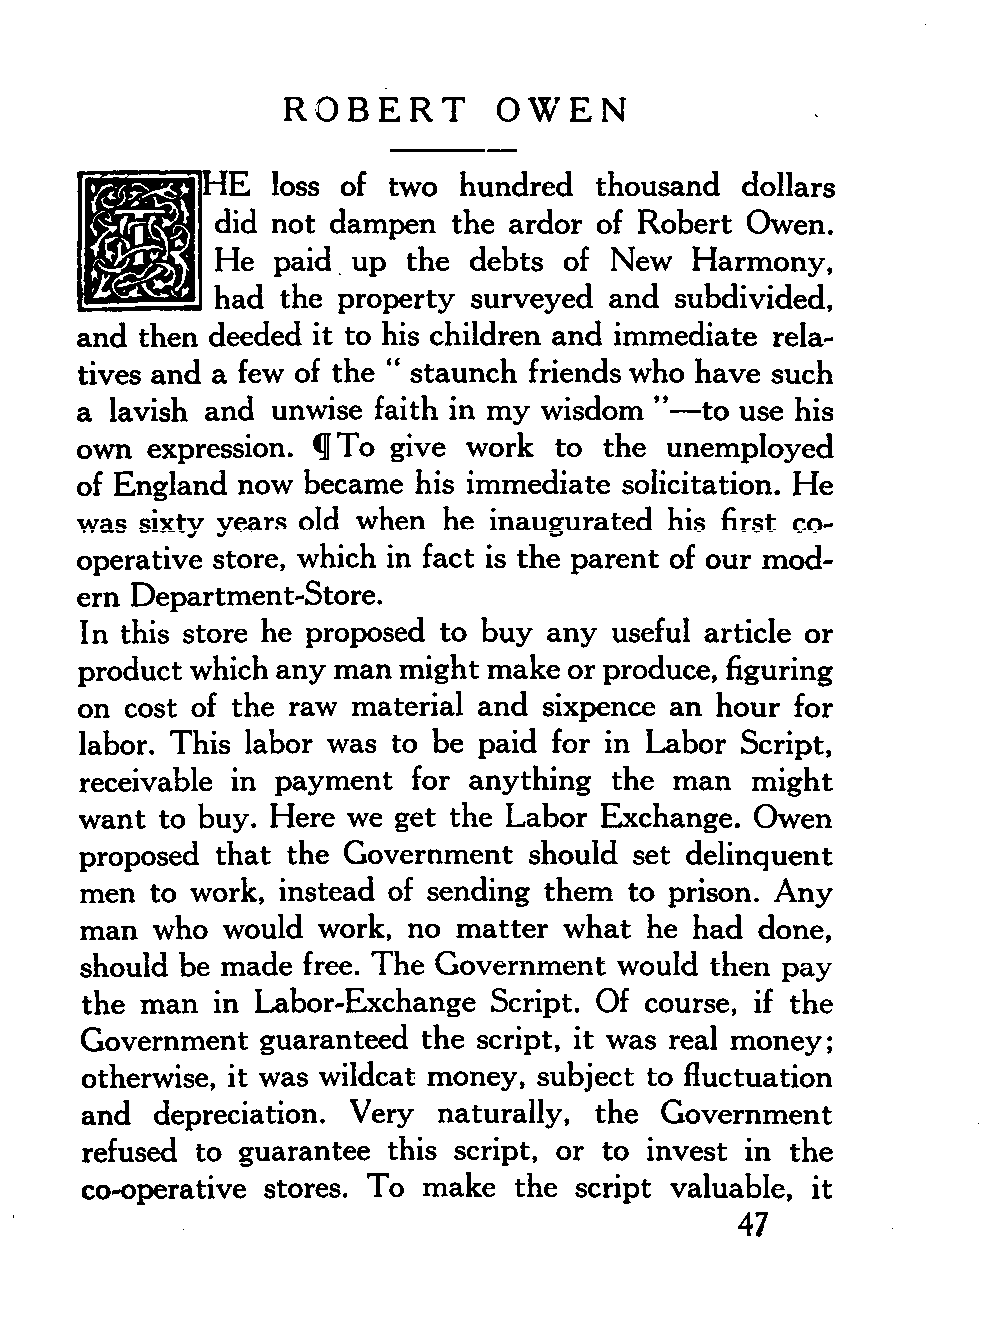 ROBERT OWEN
THE loss of two hundred thousand dollars
did not dampen the ardor of Robert Owen.
He paid up the debts of New Harmony,
had the property surveyed and subdivided,
and then deeded it to his children and immediate rela-
tives and a few of the “ staunch friends who have such
a lavish and unwise faith in my wisdom ”—to use his
own expression. ¶ To give work to the unemployed
of England now became his immediate solicitation. He
was sixty years old when he inaugurated his first co-
operative store, which in fact is the parent of our mod-
ern Department-Store.
In this store he proposed to buy any useful article or
product which any man might make or produce, figuring
on cost of the raw material and sixpence an hour for
labor. This labor was to be paid for in Labor Script,
receivable in payment for anything the man might
want to buy. Here we get the Labor Exchange. Owen
proposed that the Government should set delinquent
men to work, instead of sending them to prison. Any
man who would work, no matter what he had done,
should be made free. The Government would then pay
the man in Labor-Exchange Script. Of course, if the
Government guaranteed the script, it was real money;
otherwise, it was wildcat money, subject to fluctuation
and depreciation. Very naturally, the Government
refused to guarantee this script, or to invest in the
co-operative stores. To make the script valuable, it
47